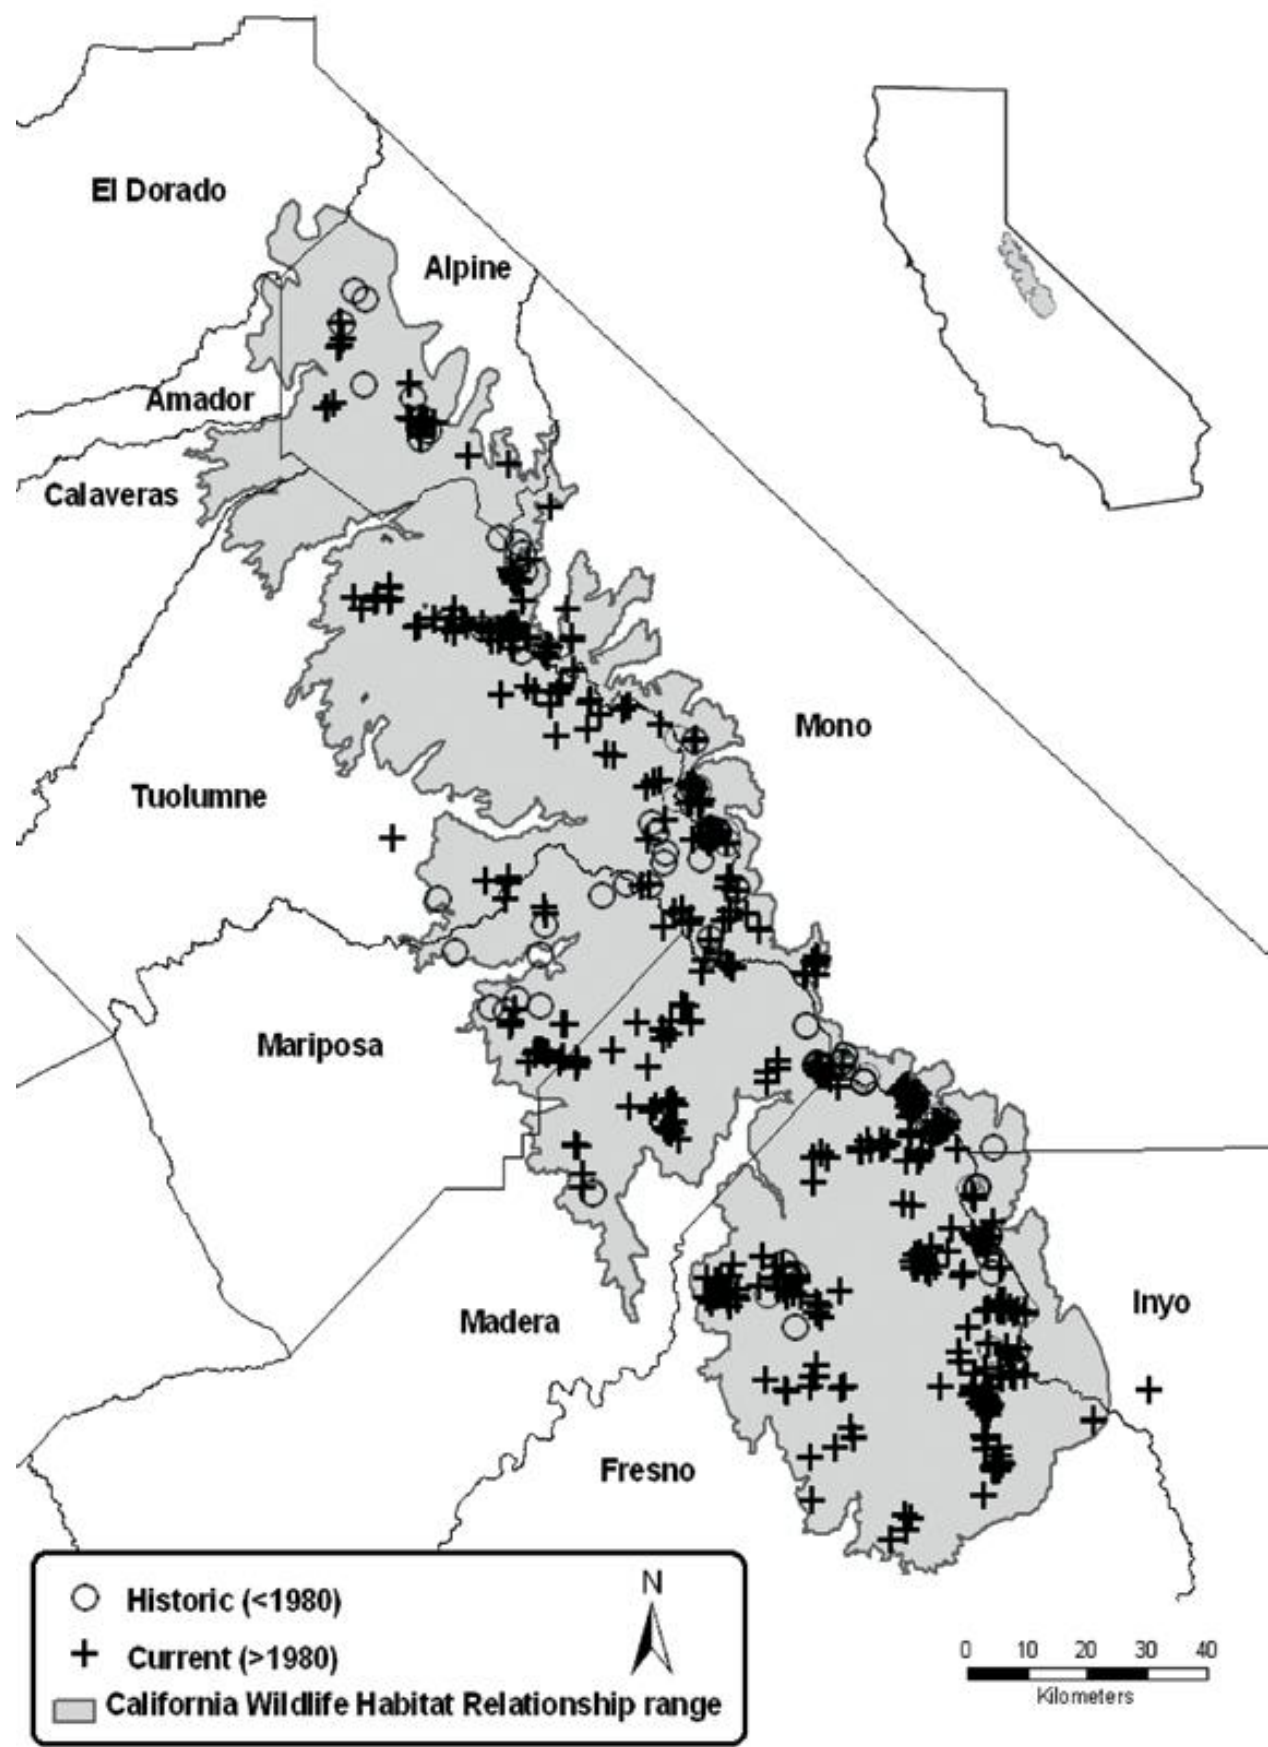 El Dorado
Alpine
Amador
Calaveras
Mono
Tuolumne
Mariposa
Inyo
Madera
Fresno
N
Historic (<1980)
Current (>1980)
California Wildlife Habitat Relationship range
0 10 20 30 40
Kilometers